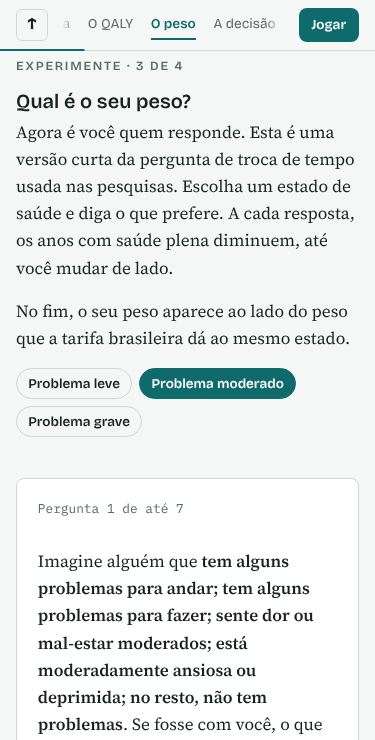 ↑ a O QALY O peso A decisão Jogar
EXPERIMENTE · 3 DE 4
Qual é o seu peso?
Agora é você quem responde. Esta é uma
versão curta da pergunta de troca de tempo
usada nas pesquisas. Escolha um estado de
saúde e diga o que prefere. A cada resposta,
os anos com saúde plena diminuem, até
você mudar de lado.
No fim, o seu peso aparece ao lado do peso
que a tarifa brasileira dá ao mesmo estado.
Problema leve Problema moderado
Problema grave
Pergunta 1 de até 7
Imagine alguém que tem alguns
problemas para andar; tem alguns
problemas para fazer; sente dor ou
mal-estar moderados; está
moderadamente ansiosa ou
deprimida; no resto, não tem
problemas. Se fosse com você, o que